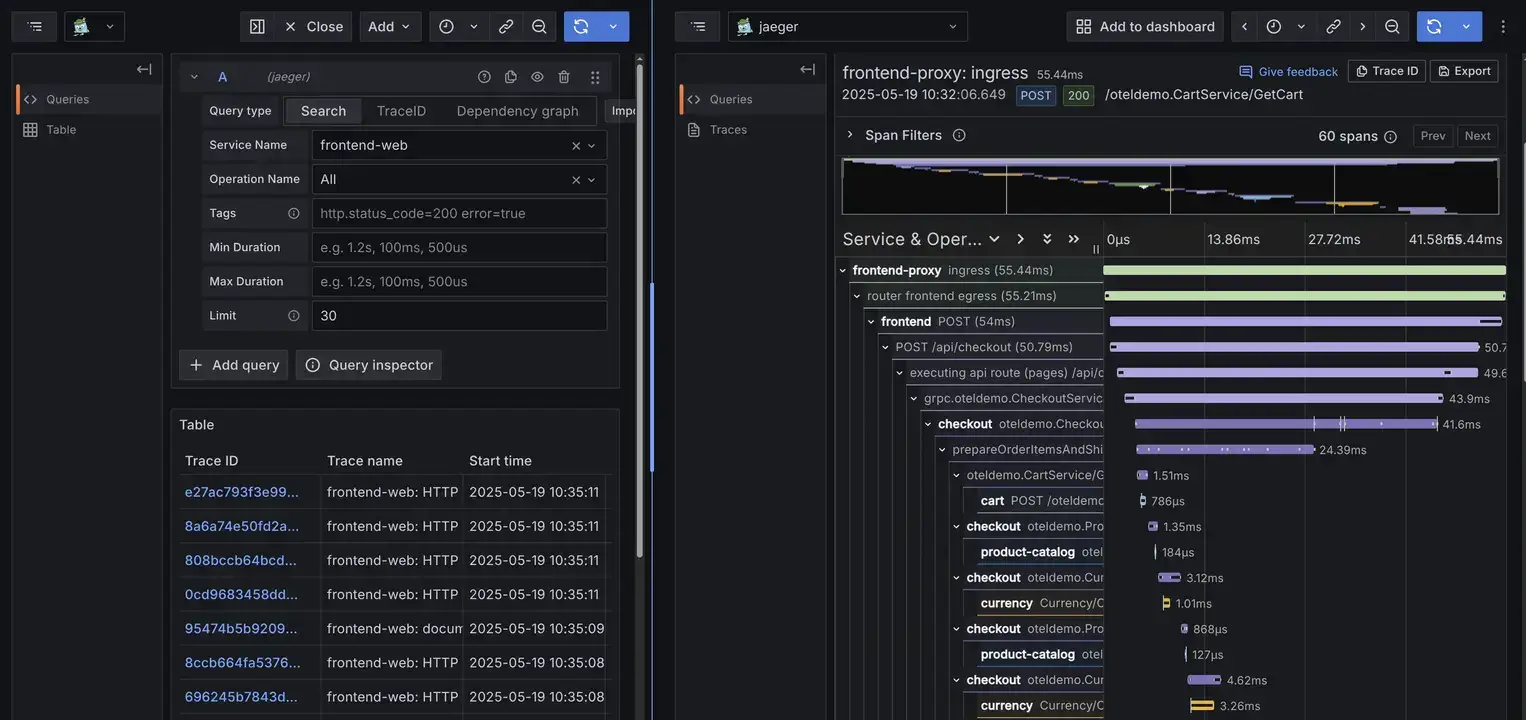 Close
Add
A (jaeger)
Queries
Table
Query type Search TraceID Dependency graph Impo
Service Name frontend-web
Operation Name All
Tags http.status_code=200 error=true
Min Duration e.g. 1.2s, 100ms, 500us
Max Duration e.g. 1.2s, 100ms, 500us
Limit 30
Add query Query inspector
Table
Trace ID Trace name Start time
e27ac793f3e99... frontend-web: HTTP 2025-05-19 10:35:11
8a6a74e50fd2a... frontend-web: HTTP 2025-05-19 10:35:11
808bccb64bcd... frontend-web: HTTP 2025-05-19 10:35:11
0cd9683458dd... frontend-web: HTTP 2025-05-19 10:35:11
95474b5b9209... frontend-web: docum 2025-05-19 10:35:09
8ccb664fa5376... frontend-web: HTTP 2025-05-19 10:35:08
696245b7843d... frontend-web: HTTP 2025-05-19 10:35:08
jaeger
Add to dashboard
Queries
Traces
frontend-proxy: ingress 55.44ms
Give feedback Trace ID Export
2025-05-19 10:32:06.649 POST 200 /oteldemo.CartService/GetCart
Span Filters 60 spans Prev Next
Service & Oper... 0μs 13.86ms 27.72ms 41.58ms 55.44ms
frontend-proxy ingress (55.44ms)
router frontend egress (55.21ms)
frontend POST (54ms)
POST /api/checkout (50.79ms) 50.7
executing api route (pages) /api/c 49.6
grpc.oteldemo.CheckoutServic 43.9ms
checkout oteldemo.Checkou 41.6ms
prepareOrderItemsAndShi 24.39ms
oteldemo.CartService/G 1.51ms
cart POST /oteldemo 786μs
checkout oteldemo.Pro 1.35ms
product-catalog otel 184μs
checkout oteldemo.Cur 3.12ms
currency Currency/C 1.01ms
checkout oteldemo.Pro 868μs
product-catalog otel 127μs
checkout oteldemo.Cur 4.62ms
currency Currency/C 3.26ms